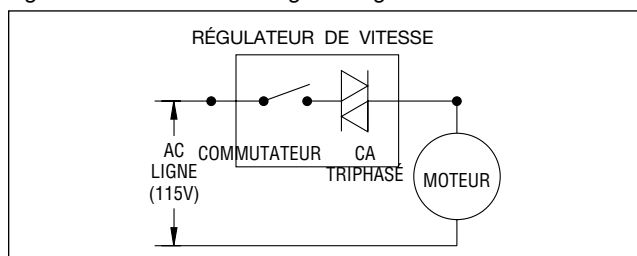 RÉGULATEUR DE VITESSE
AC
LIGNE
(115V)
COMMUTATEUR
CA
TRIPHASÉ
MOTEUR